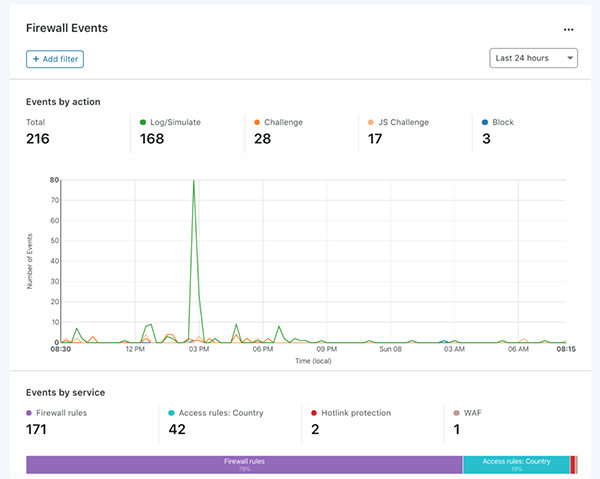 Firewall Events
...
+ Add filter
Last 24 hours
Events by action
Total
216
Log/Simulate
168
Challenge
28
JS Challenge
17
Block
3
Number of Events
80
70
60
50
40
30
20
10
0
08:30 12 PM 03 PM 06 PM 09 PM Sun 08 03 AM 06 AM 08:15
Time (local)
Events by service
Firewall rules
171
Access rules: Country
42
Hotlink protection
2
WAF
1
Firewall rules
79%
Access rules: Country
19%